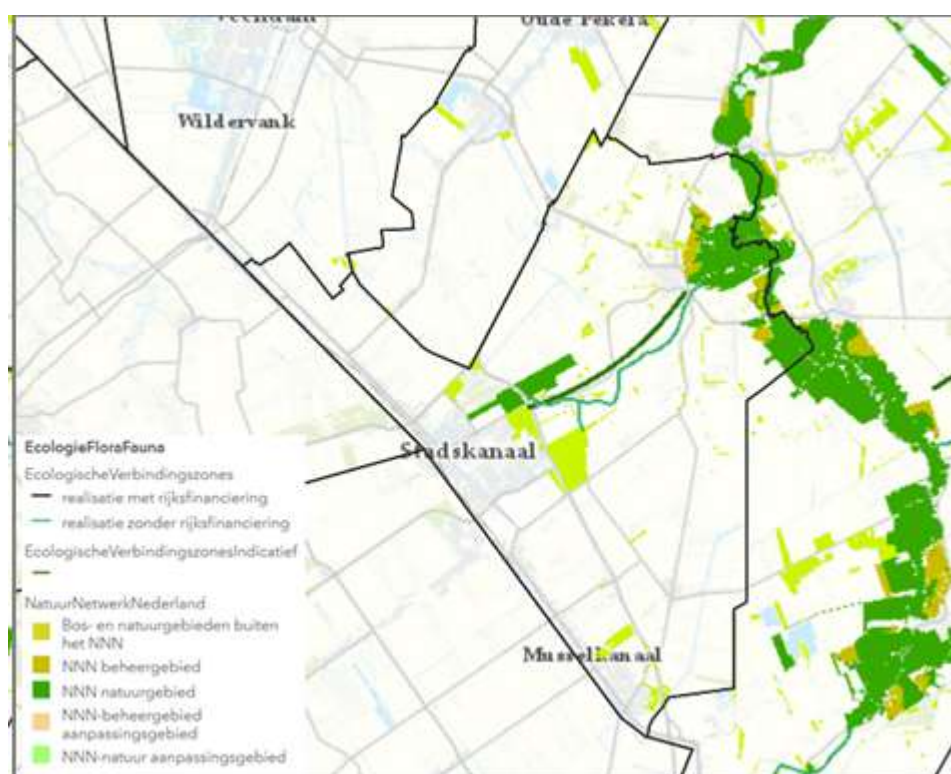 Veendam
Oude Pekela
Wildervank
Stadskanaal
Musselkanaal
EcologieFloraFauna
EcologischeVerbindingszones
realisatie met rijksfinanciering
realisatie zonder rijksfinanciering
EcologischeVerbindingszonesIndicatief
NatuurNetwerkNederland
Bos- en natuurgebieden buiten
het NNN
NNN beheergebied
NNN natuurgebied
NNN-beheergebied
aanpassingsgebied
NNN-natuur aanpassingsgebied